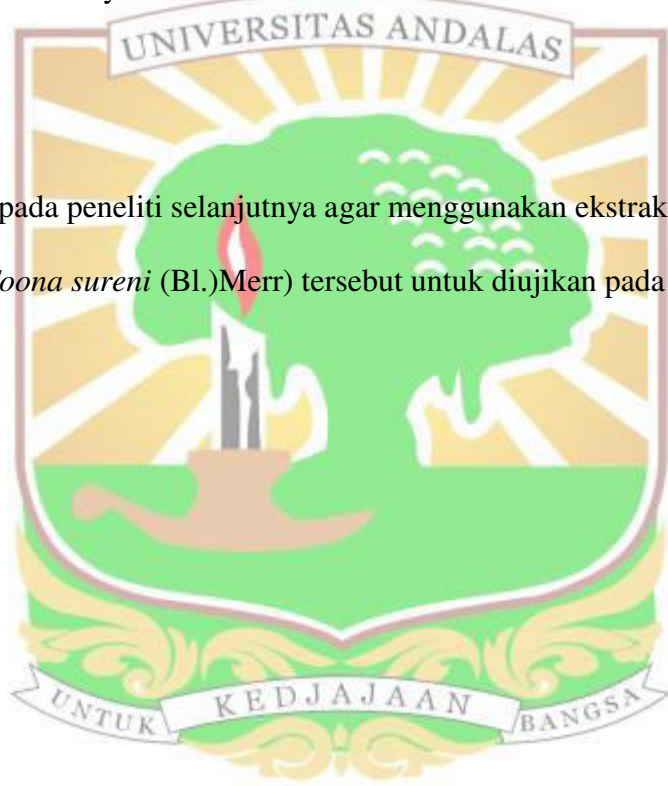 UNIVERSITAS ANDALAS
pada peneliti selanjutnya agar menggunakan ekstrak
oona sureni (Bl.)Merr) tersebut untuk diujikan pada
UNTUK KEDJAJAAN BANGSA